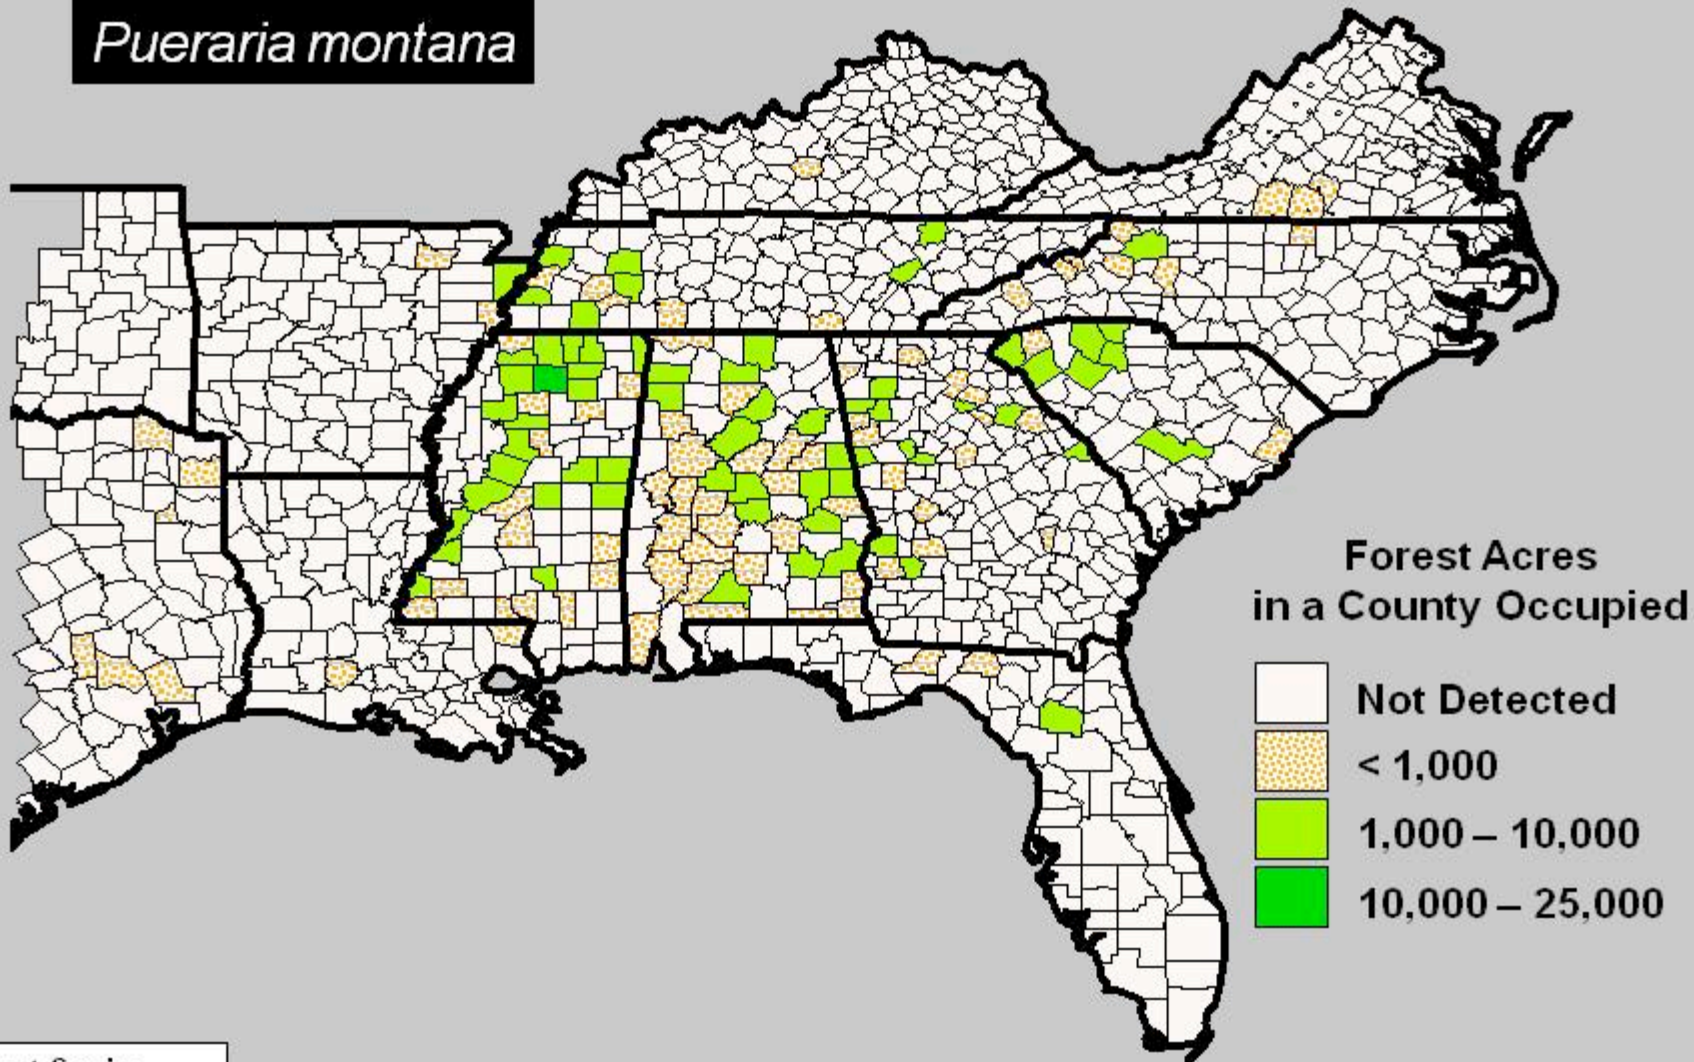 Pueraria montana
Forest Acres
in a County Occupied
Not Detected
< 1,000
1,000 – 10,000
10,000 – 25,000